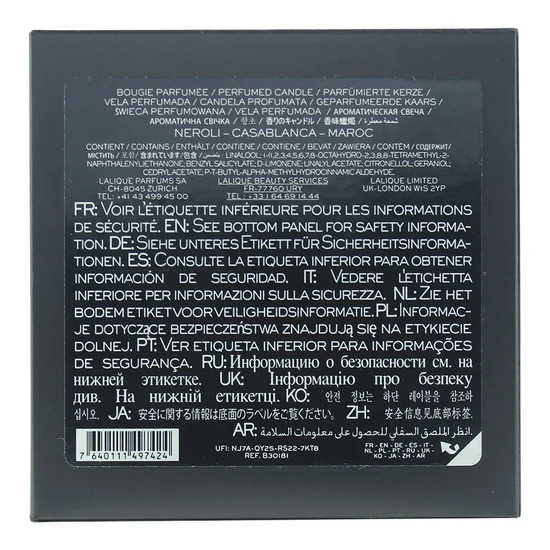 BOUGIE PARFUMÉE / PERFUMED CANDLE / PARFÜMIERTE KERZE /
VELA PERFUMADA / CANDELA PROFUMATA / GEPARFUMEERDE KAARS /
ŚWIECA PERFUMOWANA / VELA PERFUMADA / АРОМАТИЧЕСКАЯ СВЕЧА
АРОМАТИЧНА СВІЧКА / 향초 / 香りのキャンドル / 香味蠟燭 / شمعة معطرة
NEROLI – CASABLANCA – MAROC
CONTIENT / CONTAINS / ENTHÄLT / CONTIENE / CONTIENE / BEVAT / ZAWIERA / СОДЕРЖИТ /
МІСТИТЬ / 포함 / 含まれています / 包含 / يتضمن: LINALOOL; 1-(1,2,3,4,5,6,7,8-OCTAHYDRO-2,3,8,8-TETRAMETHYL-2-
NAPHTHALENYL)ETHANONE; BENZYL SALICYLATE; D-LIMONENE; LINALYL ACETATE; CITRONELLOL; GERANIOL;
CEDRYL ACETATE; P-T-BUTYL-ALPHA-METHYLHYDROCINNAMIC ALDEHYDE.
LALIQUE PARFUMS SA LALIQUE BEAUTY SERVICES LALIQUE LIMITED
CH-8045 ZURICH FR-77760 URY UK-LONDON W1S 2YP
TEL +41 43 499 45 00 TEL +33 1 64 69 14 44
FR: VOIR L'ÉTIQUETTE INFÉRIEURE POUR LES INFORMATIONS
DE SÉCURITÉ. EN: SEE BOTTOM PANEL FOR SAFETY INFORMA-
TION. DE: SIEHE UNTERES ETIKETT FÜR SICHERHEITSINFORMA-
TIONEN. ES: CONSULTE LA ETIQUETA INFERIOR PARA OBTENER
INFORMACIÓN DE SEGURIDAD. IT: VEDERE L'ETICHETTA
INFERIORE PER INFORMAZIONI SULLA SICUREZZA. NL: ZIE HET
BODEM ETIKET VOOR VEILIGHEIDSINFORMATIE. PL: INFORMAC-
JE DOTYCZĄCE BEZPIECZEŃSTWA ZNAJDUJĄ SIĘ NA ETYKIECIE
DOLNEJ. PT: VER ETIQUETA INFERIOR PARA INFORMAÇÕES
DE SEGURANÇA. RU: Информацию о безопасности см. на
нижней этикетке. UK: Інформацію про безпеку
див. На нижній етикетці. KO: 안전 정보는 하단 레이블을 참조하
십시오. JA: 安全に関する情報は底面のラベルをご覧ください。 ZH: 安全信息见底部标签.
AR: انظر الملصق السفلي للحصول على معلومات السلامة.
7 640111 497424
UFI: NJ7A-QY25-R522-7KT8
REF. B30181
FR - EN - DE - ES - IT -
NL - PL - PT - RU - UK -
KO - JA - ZH - AR